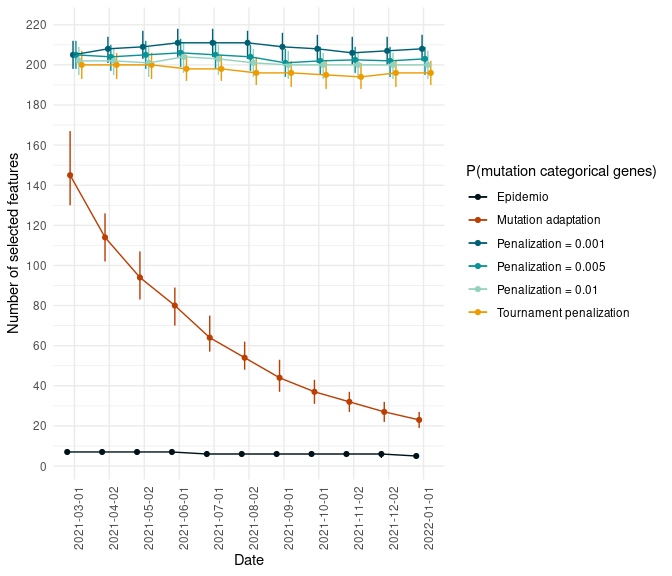 220
200
180
160
140
120
100
80
60
40
20
0
Number of selected features
2021-03-01
2021-04-02
2021-05-02
2021-06-01
2021-07-01
2021-08-02
2021-09-01
2021-10-01
2021-11-02
2021-12-02
2022-01-01
Date
P(mutation categorical genes)
Epidemio
Mutation adaptation
Penalization = 0.001
Penalization = 0.005
Penalization = 0.01
Tournament penalization